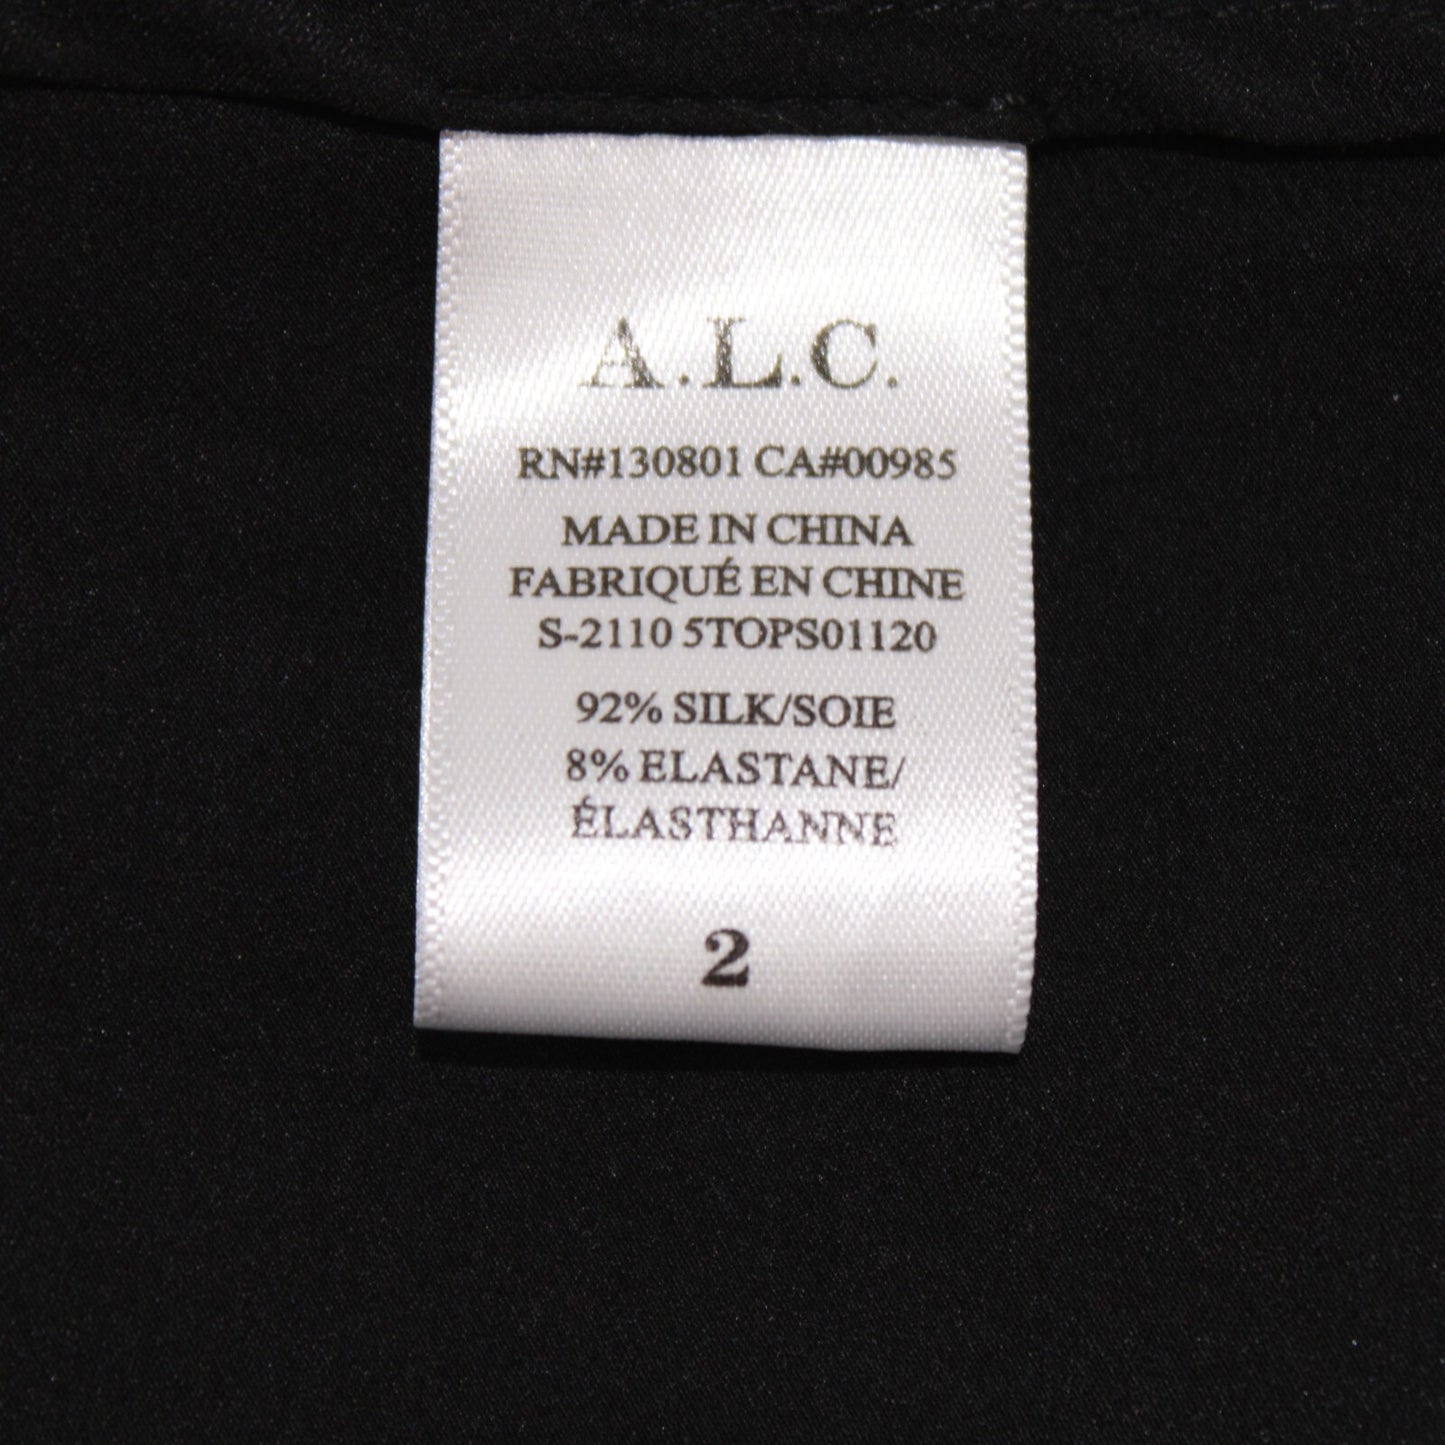 A.L.C.
RN#130801 CA#00985
MADE IN CHINA
FABRIQUÉ EN CHINE
S-2110 5TOPS01120
92% SILK/SOIE
8% ELASTANE/
ÉLASTHANNE
2